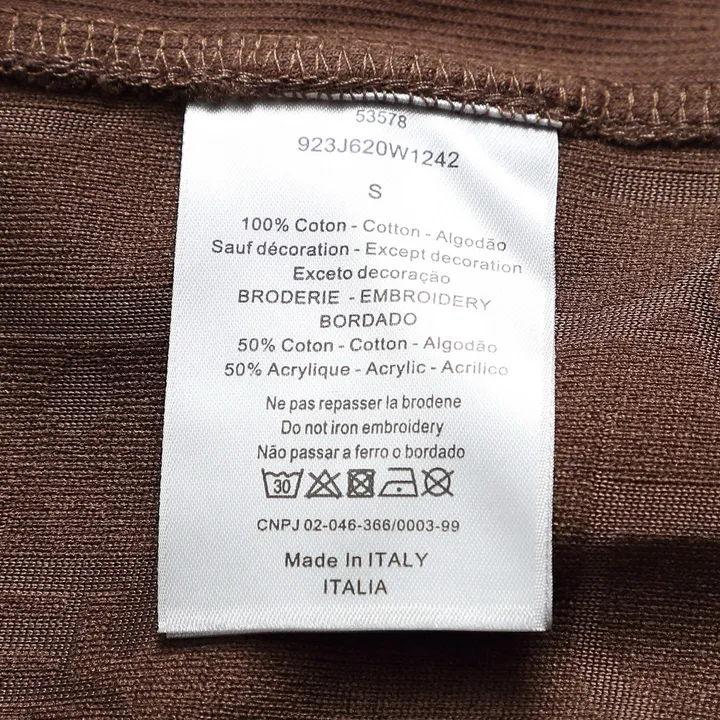 53578
923J620W1242
S
100% Coton - Cotton - Algodão
Sauf décoration - Except decoration
Exceto decoração
BRODERIE - EMBROIDERY
BORDADO
50% Coton - Cotton - Algodão
50% Acrylique - Acrylic - Acrilico
Ne pas repasser la brodene
Do not iron embroidery
Não passar a ferro o bordado
30
CNPJ 02-046-366/0003-99
Made In ITALY
ITALIA